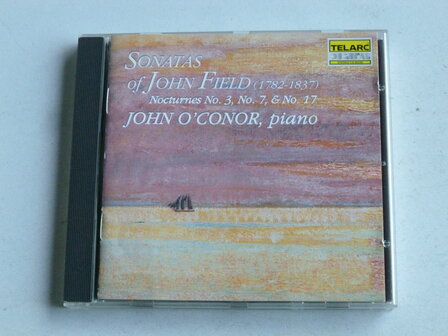 TELARC
SONATAS
of JOHN FIELD (1782-1837)
Nocturnes No. 3, No. 7, & No. 17
JOHN O'CONOR, piano